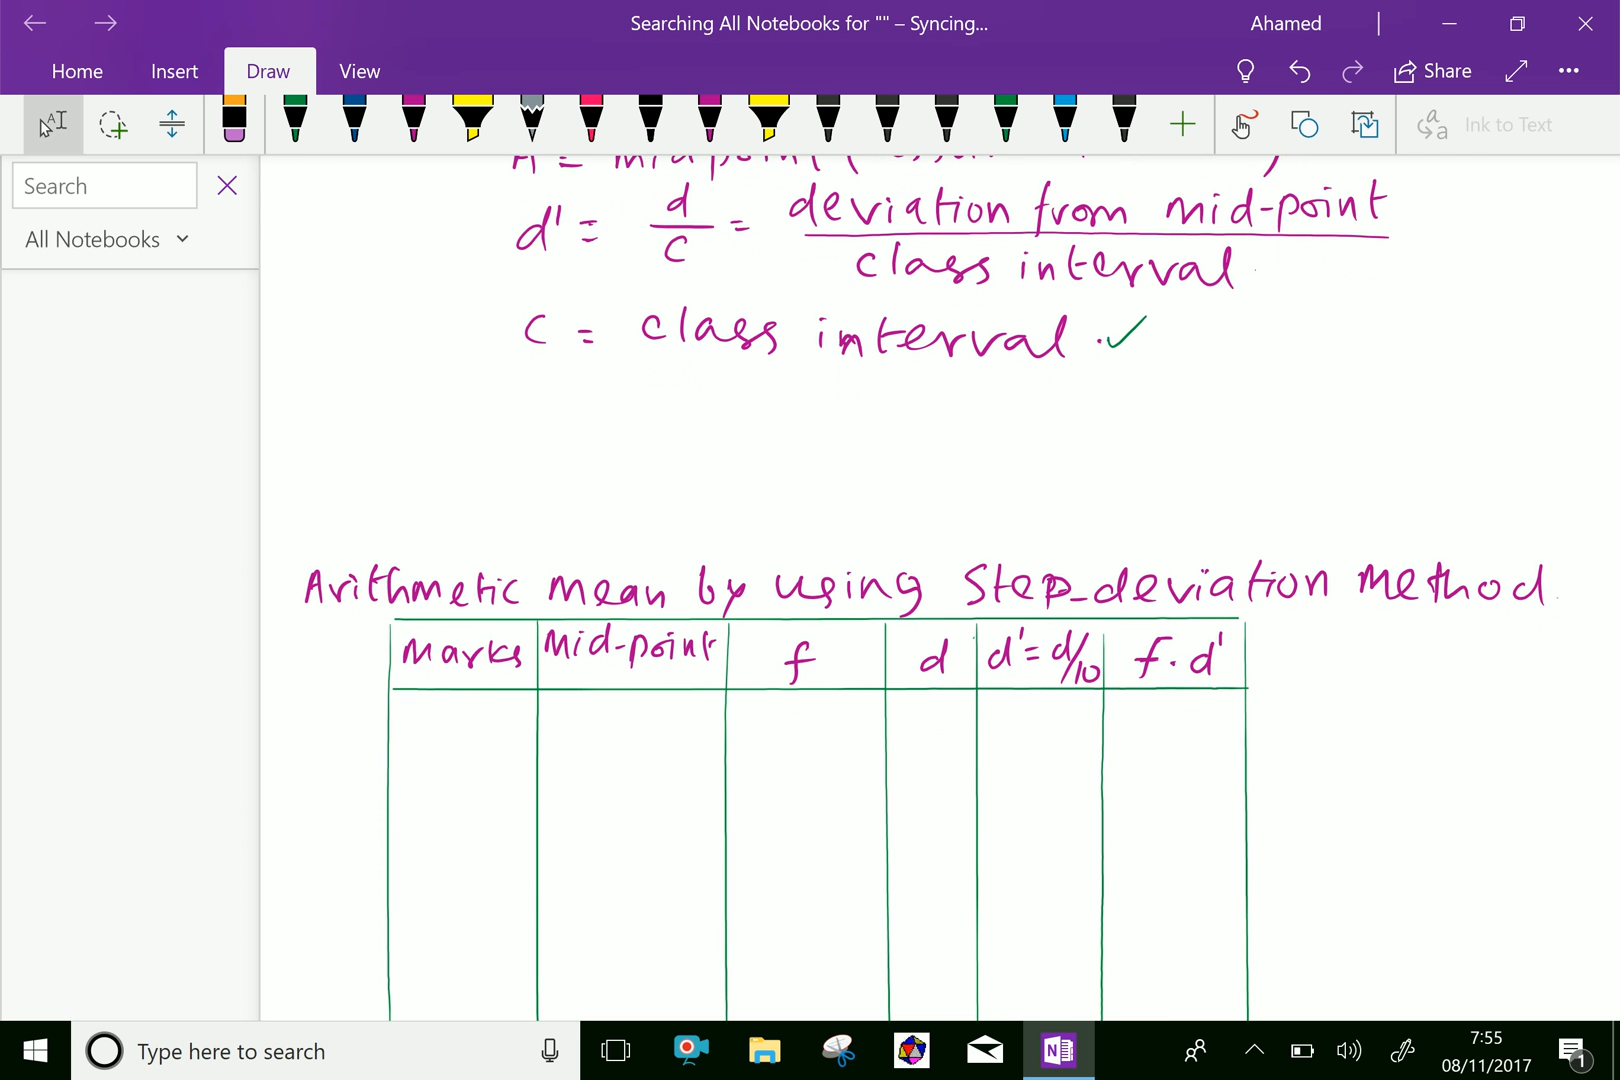 Searching All Notebooks for "" – Syncing...
Ahamed
Home Insert Draw View
Share
Ink to Text
Search
All Notebooks
A = midpoint (
d' = d/c = deviation from mid-point / class interval.
c = class interval.
Arithmetic mean by using Step-deviation Method.
Marks Mid-point f d d'=d/10 f.d'
Type here to search
7:55
08/11/2017
1